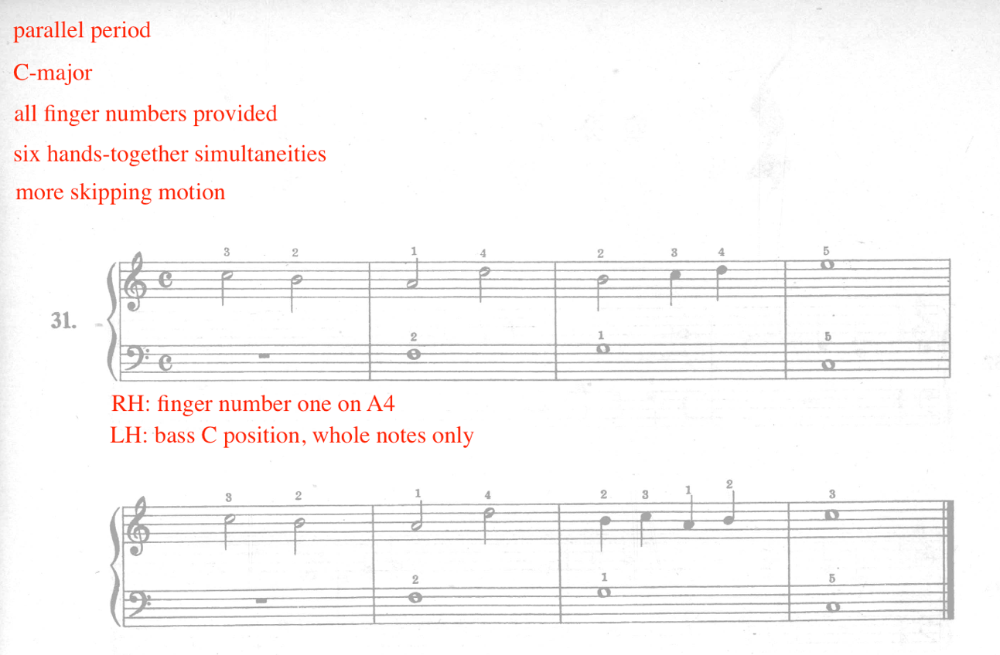 parallel period
C-major
all finger numbers provided
six hands-together simultaneities
more skipping motion
3 2 1 4 2 3 4 5
31.
2 1 5
RH: finger number one on A4
LH: bass C position, whole notes only
3 2 1 4 2 3 1 2 3
2 1 5